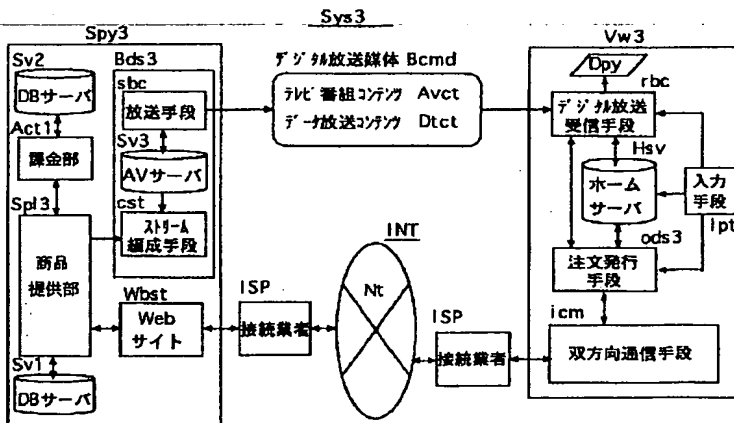 Sys3
Spy3
Sv2
DBサーバ
Act1
課金部
Spl3
商品
提供部
Sv1
DBサーバ
Bds3
sbc
放送手段
Sv3
AVサーバ
cst
ストリーム
編成手段
Wbst
Web
サイト
デジタル放送媒体 Bcmd
テレビ番組コンテンツ Avct
データ放送コンテンツ Dtct
ISP
接続業者
INT
Nt
ISP
接続業者
Vw3
Dpy
rbc
デジタル放送
受信手段
Hsv
ホーム
サーバ
入力
手段
Ipt
ods3
注文発行
手段
icm
双方向通信手段